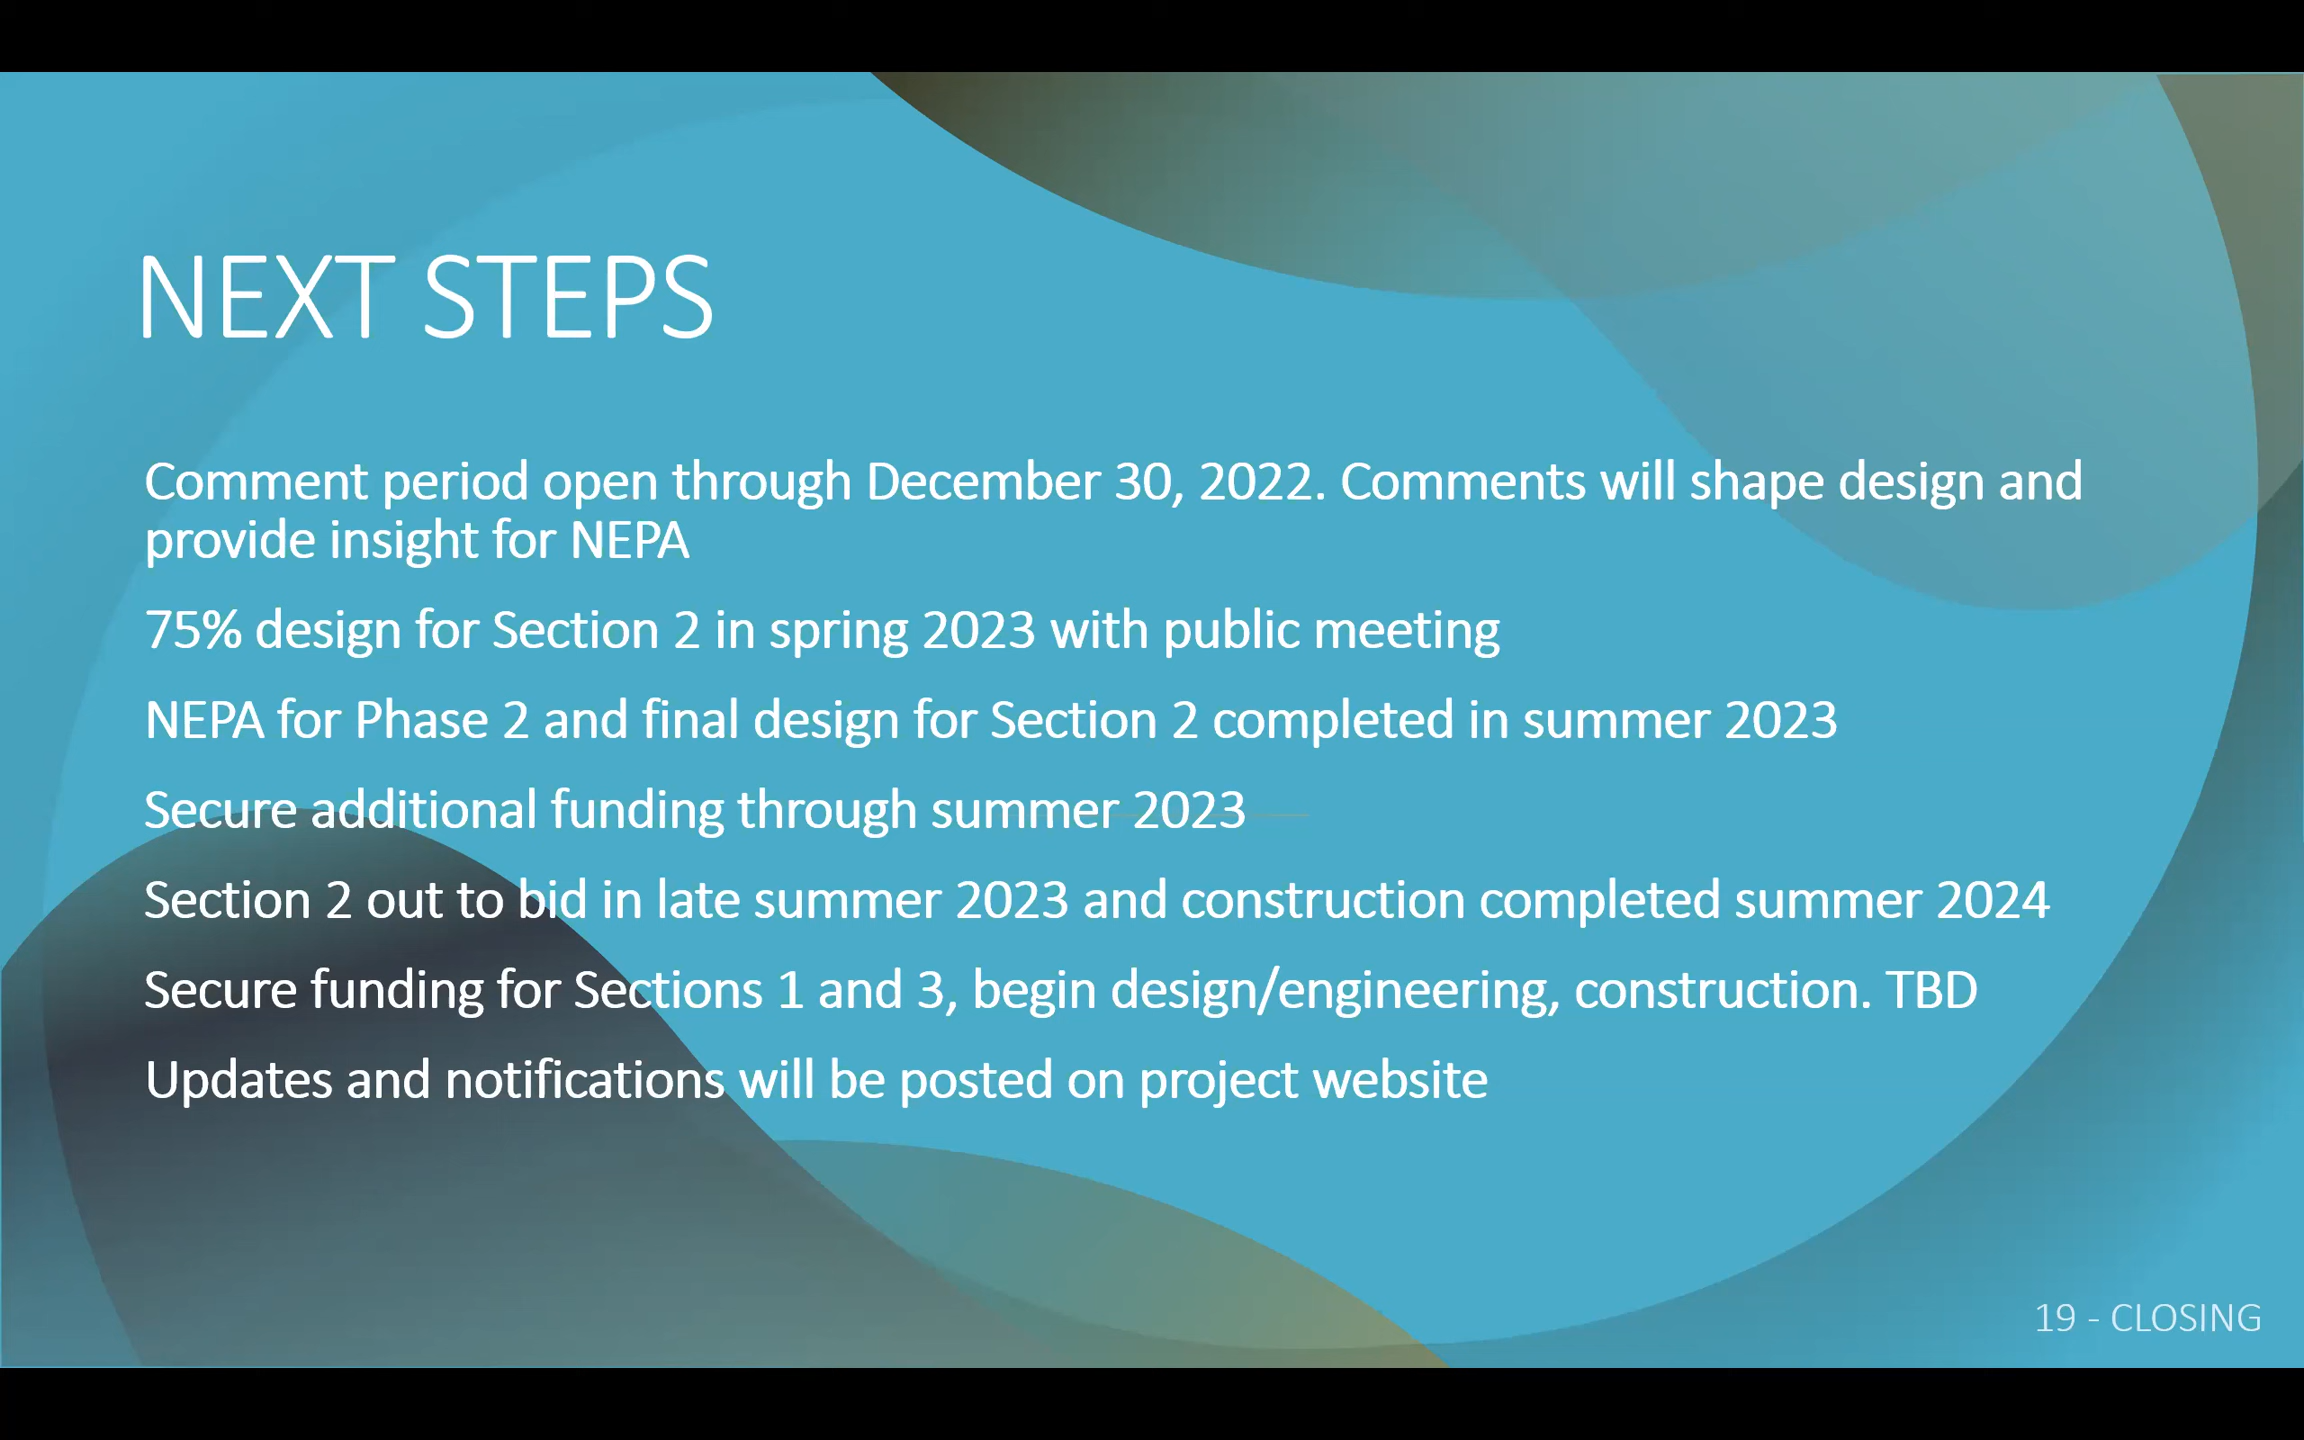 NEXT STEPS
Comment period open through December 30, 2022. Comments will shape design and
provide insight for NEPA
75% design for Section 2 in spring 2023 with public meeting
NEPA for Phase 2 and final design for Section 2 completed in summer 2023
Secure additional funding through summer 2023
Section 2 out to bid in late summer 2023 and construction completed summer 2024
Secure funding for Sections 1 and 3, begin design/engineering, construction. TBD
Updates and notifications will be posted on project website
19 - CLOSING